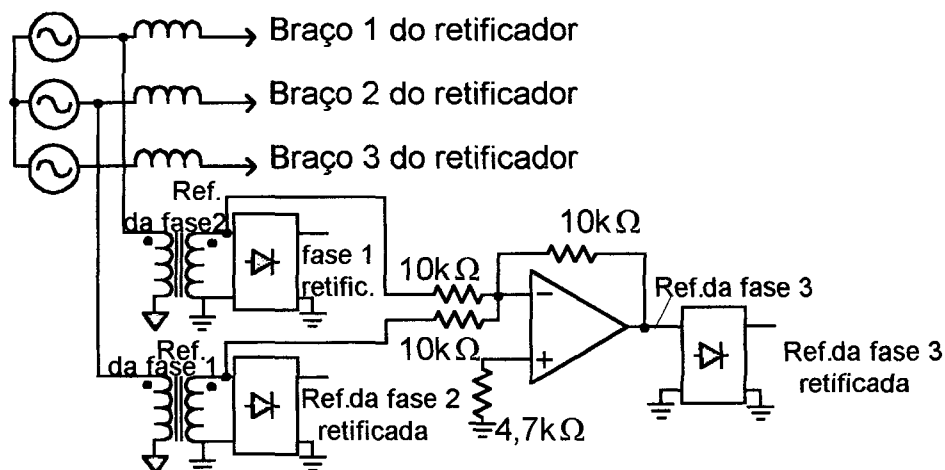 Braço 1 do retificador
Braço 2 do retificador
Braço 3 do retificador
Ref.
da fase2
fase 1
retific.
10kΩ
10kΩ
10kΩ
Ref.da fase 3
Ref.
da fase 1
Ref.da fase 2
retificada
4,7kΩ
Ref.da fase 3
retificada